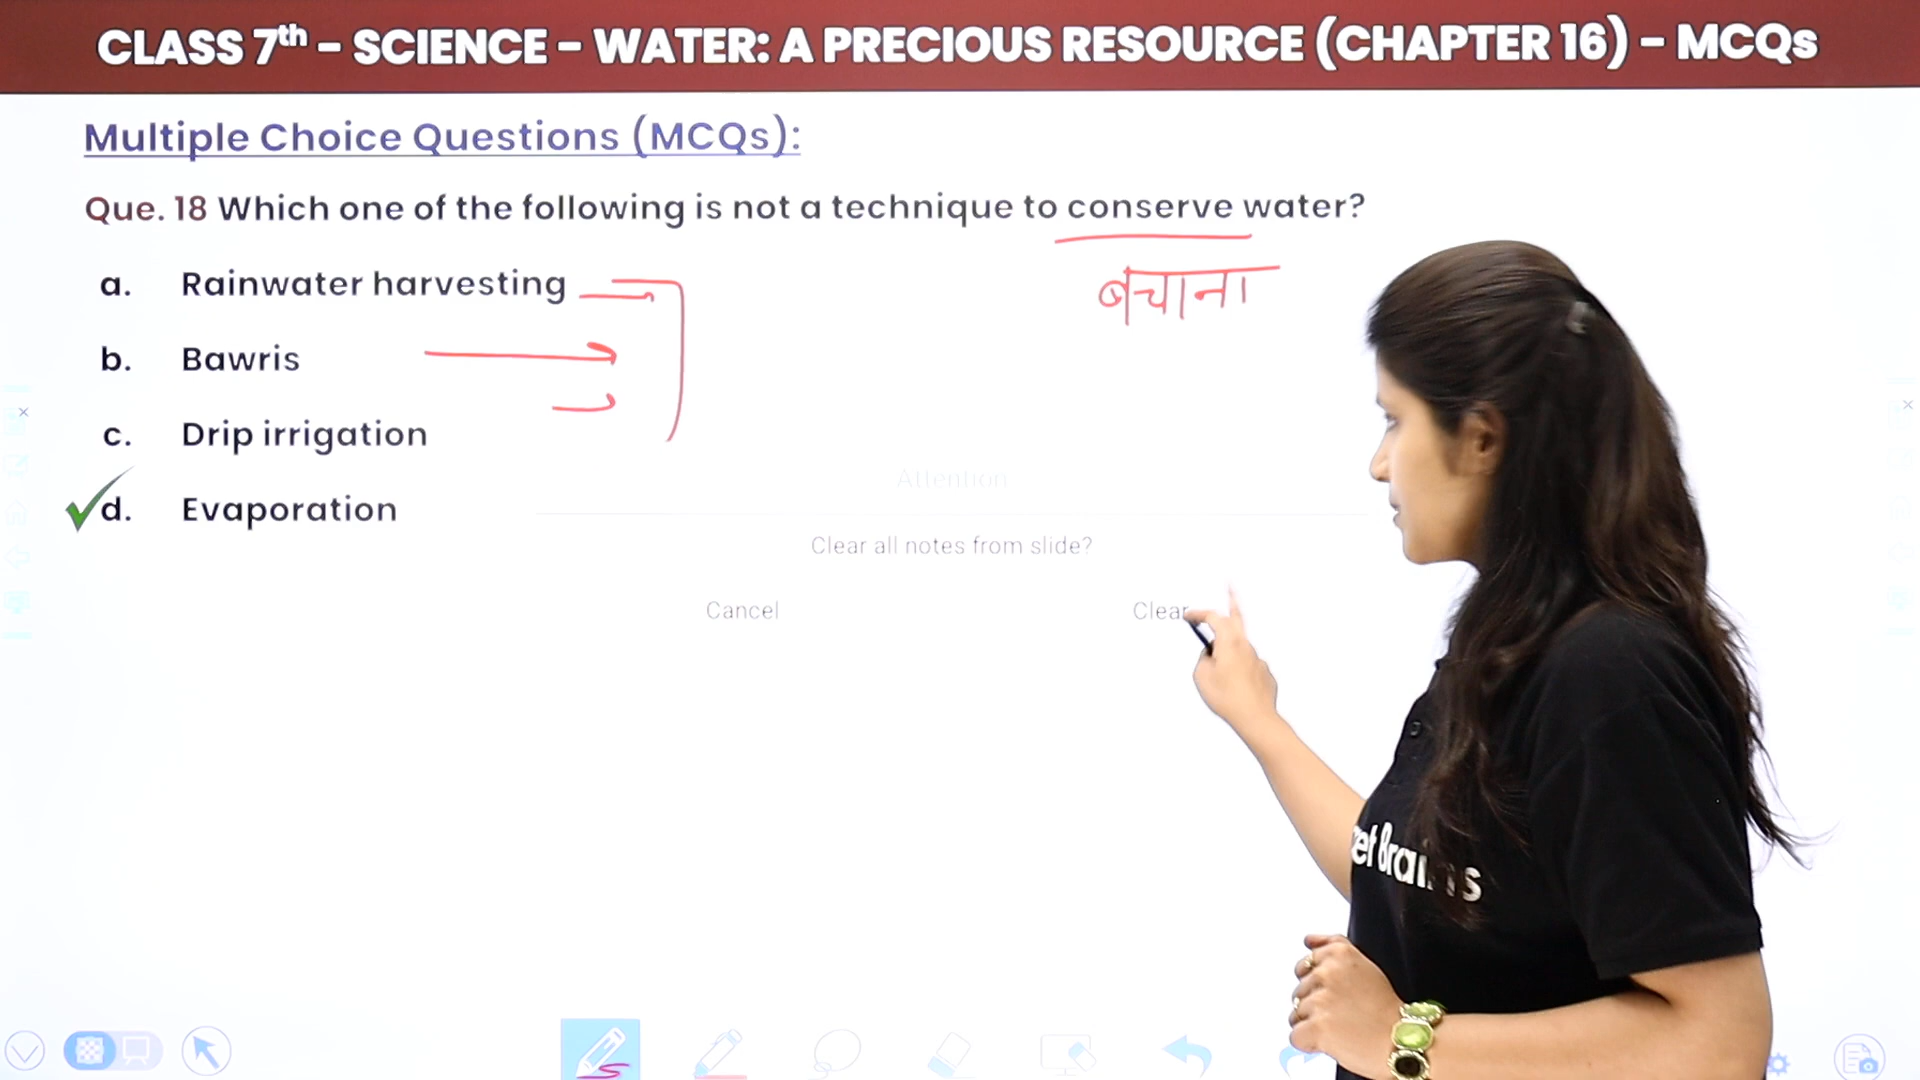 CLASS 7th – SCIENCE – WATER: A PRECIOUS RESOURCE (CHAPTER 16) – MCQs
Multiple Choice Questions (MCQs):
Que. 18 Which one of the following is not a technique to conserve water?
बचाना
a. Rainwater harvesting
b. Bawris
c. Drip irrigation
d. Evaporation
Attention
Clear all notes from slide?
Cancel Clear